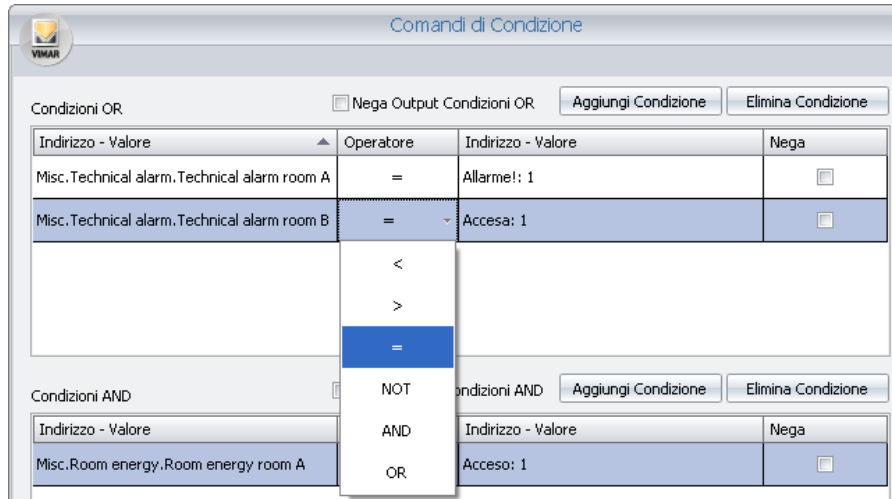 Comandi di Condizione
VIMAR
Condizioni OR Nega Output Condizioni OR Aggiungi Condizione Elimina Condizione
Indirizzo - Valore Operatore Indirizzo - Valore Nega
Misc.Technical alarm.Technical alarm room A = Allarme!: 1
Misc.Technical alarm.Technical alarm room B = Accesa: 1
<
>
=
Condizioni AND NOT ondizioni AND Aggiungi Condizione Elimina Condizione
Indirizzo - Valore AND Indirizzo - Valore Nega
Misc.Room energy.Room energy room A OR Acceso: 1